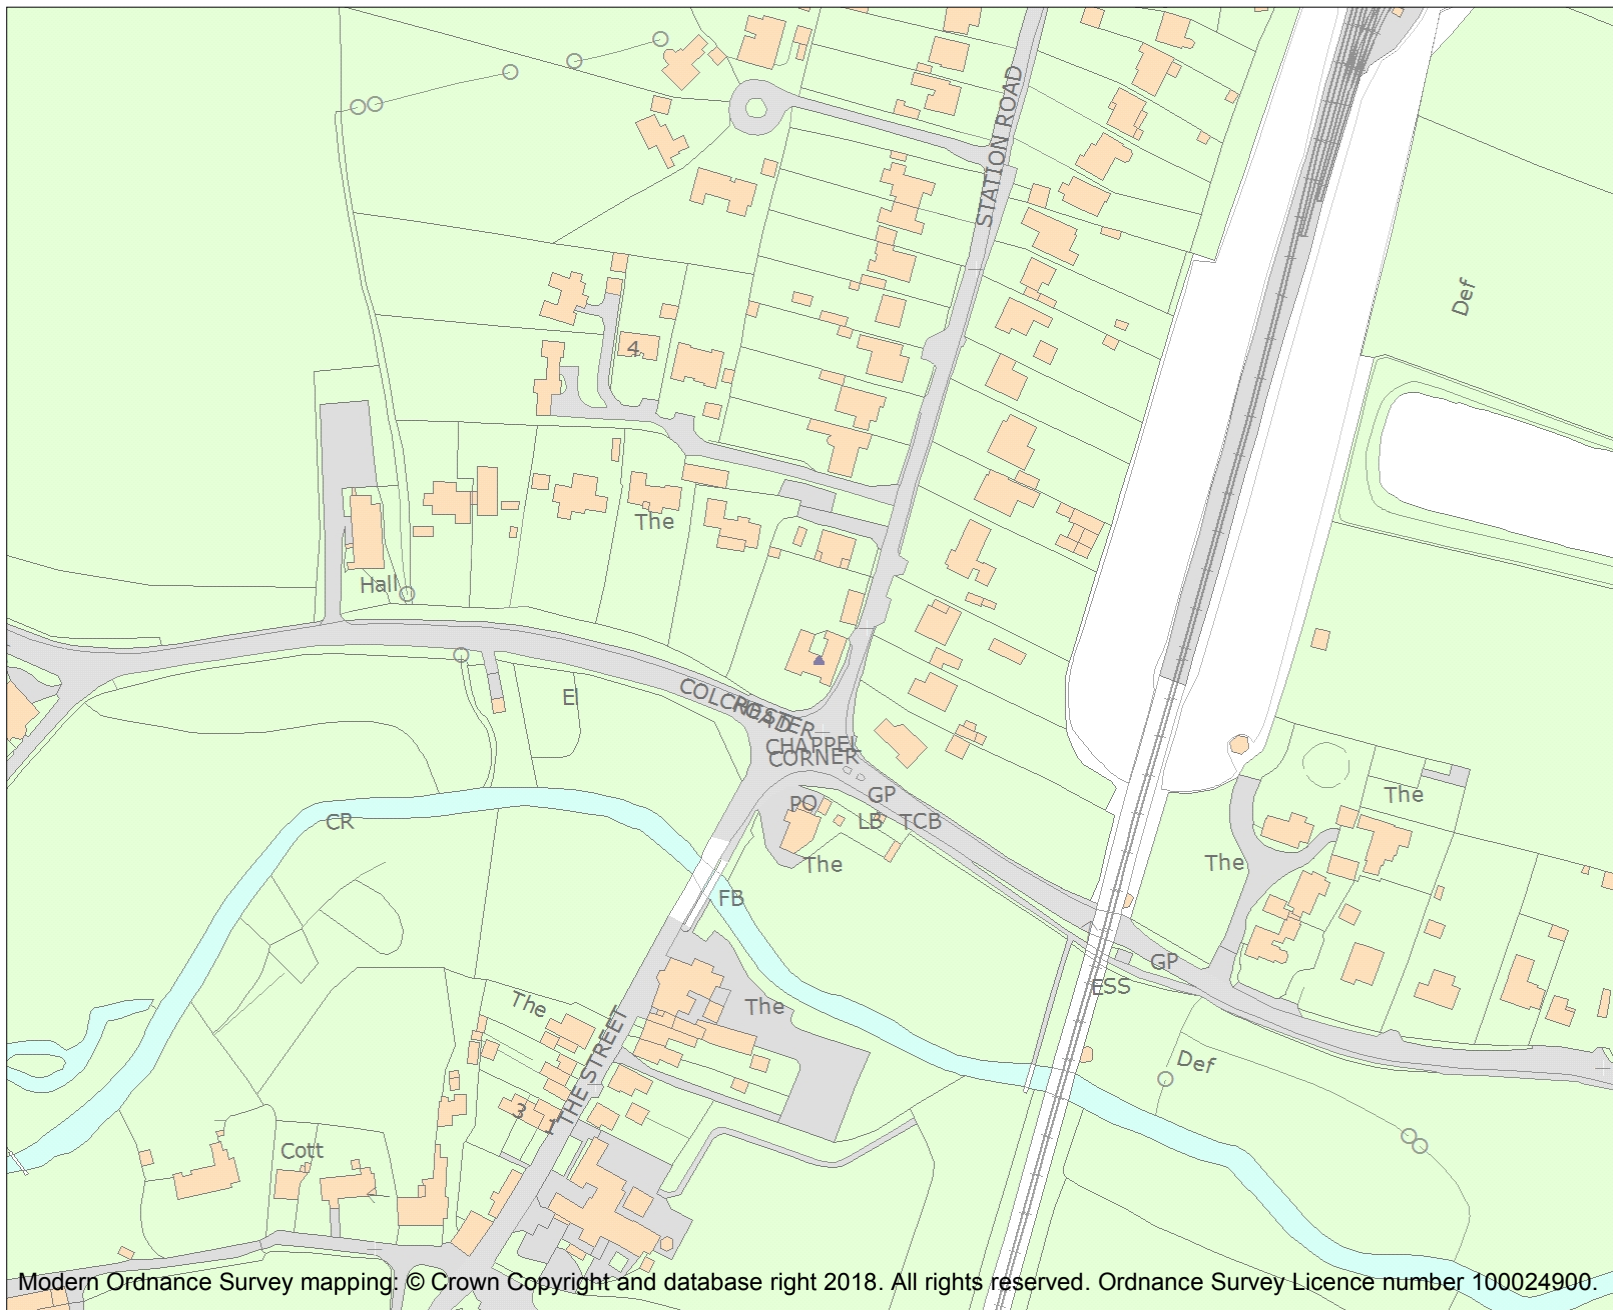 STATION ROAD
Def
4
The
Hall
El
COLCHESTER
ROAD
CHAPPEL
CORNER
PO
GP
LB
TCB
The
The
The
CR
FB
GP
ESS
The
The
THE STREET
Def
3
1
Cott
Modern Ordnance Survey mapping: © Crown Copyright and database right 2018. All rights reserved. Ordnance Survey Licence number 100024900.